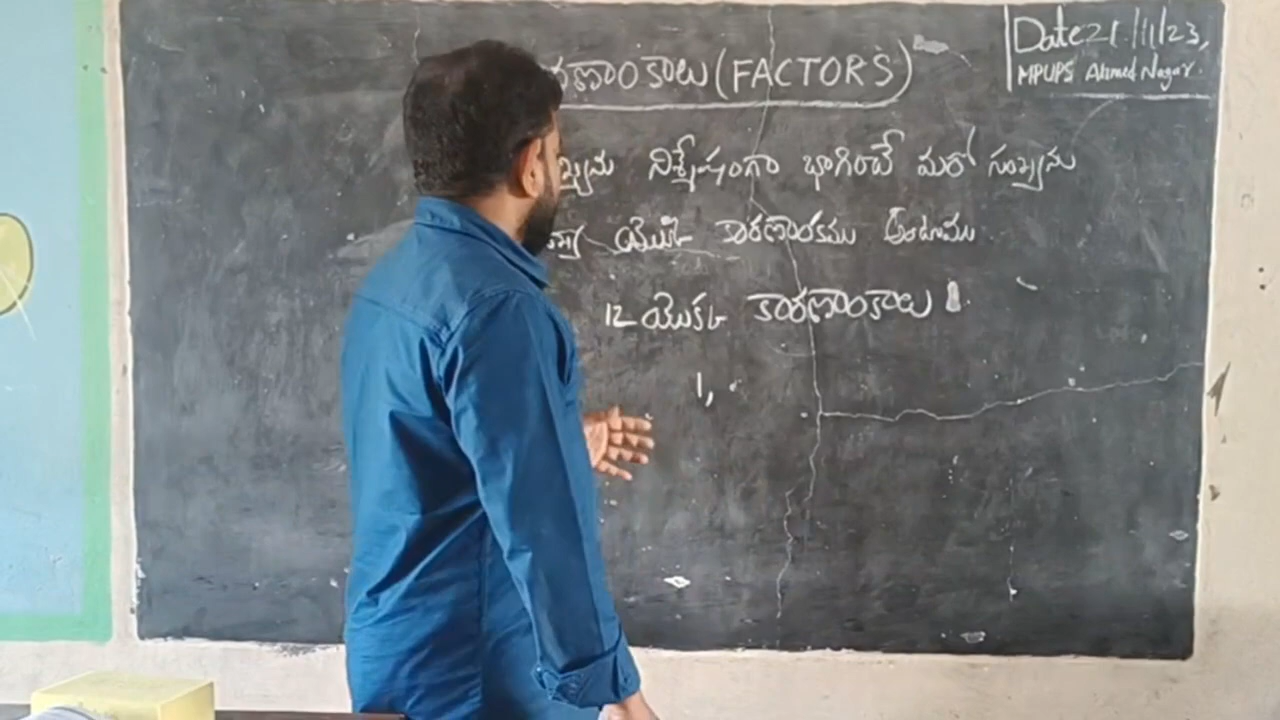 రణాంకాలు (FACTORS)
Date 21/11/23,
MPUPS Ahmed Nagar.
నిశ్శేషంగా భాగించే మరో సంఖ్యను
యొక్క కారణాంకము అంటాము
12 యొక్క కారణాంకాలు
1,